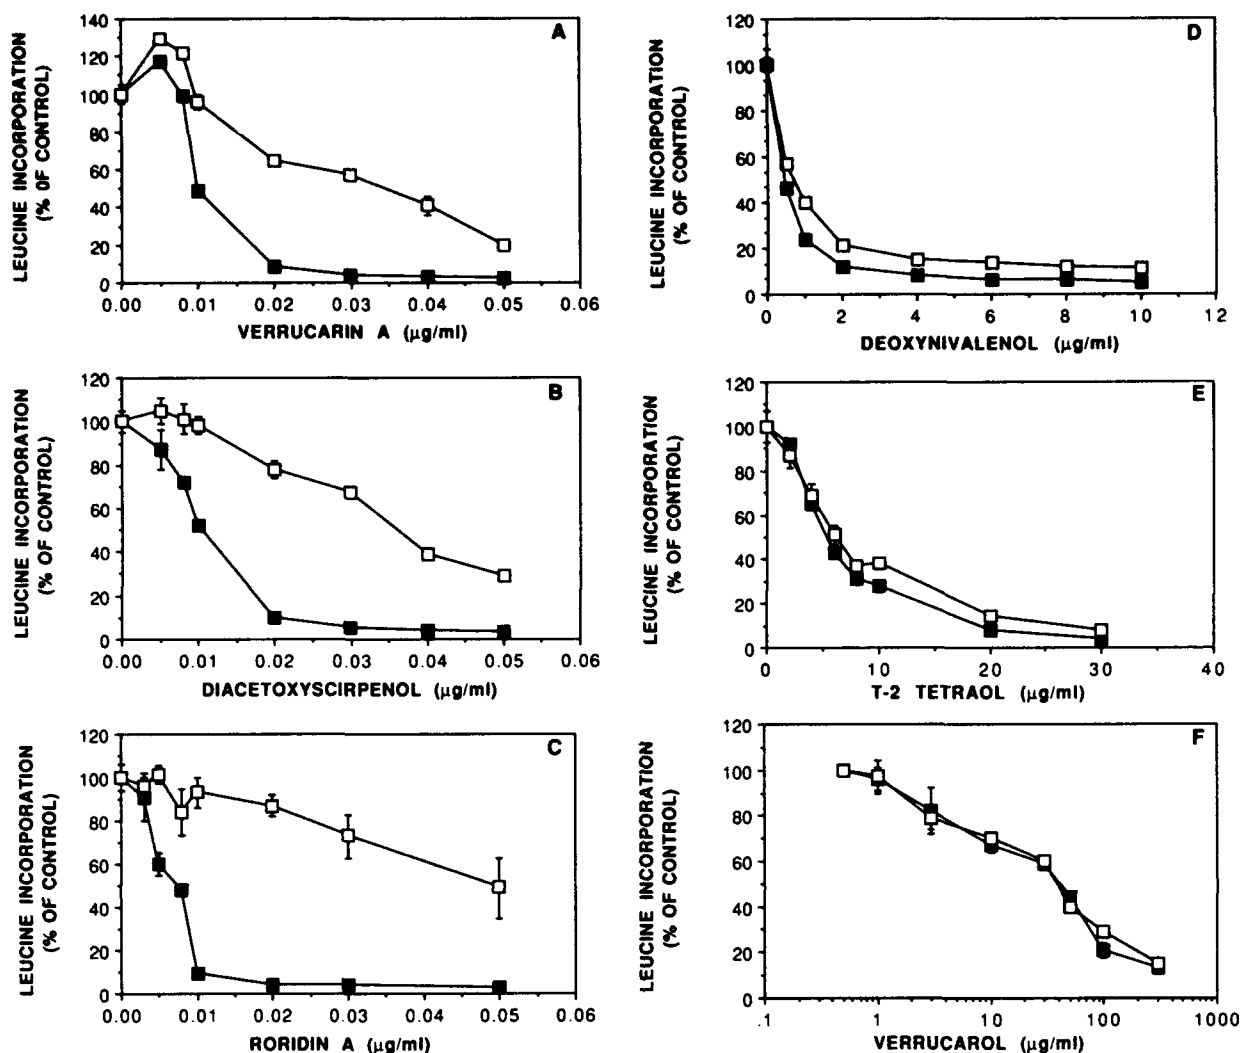 A
LEUCINE INCORPORATION
(% OF CONTROL)
140
120
100
80
60
40
20
0
0.00 0.01 0.02 0.03 0.04 0.05 0.06
VERRUCARIN A (µg/ml)
B
LEUCINE INCORPORATION
(% OF CONTROL)
120
100
80
60
40
20
0
0.00 0.01 0.02 0.03 0.04 0.05 0.06
DIACETOXYSCIRPENOL (µg/ml)
C
LEUCINE INCORPORATION
(% OF CONTROL)
120
100
80
60
40
20
0
0.00 0.01 0.02 0.03 0.04 0.05 0.06
RORIDIN A (µg/ml)
D
LEUCINE INCORPORATION
(% OF CONTROL)
120
100
80
60
40
20
0
0 2 4 6 8 10 12
DEOXYNIVALENOL (µg/ml)
E
LEUCINE INCORPORATION
(% OF CONTROL)
120
100
80
60
40
20
0
0 10 20 30 40
T-2 TETRAOL (µg/ml)
F
LEUCINE INCORPORATION
(% OF CONTROL)
120
100
80
60
40
20
0
.1 1 10 100 1000
VERRUCAROL (µg/ml)